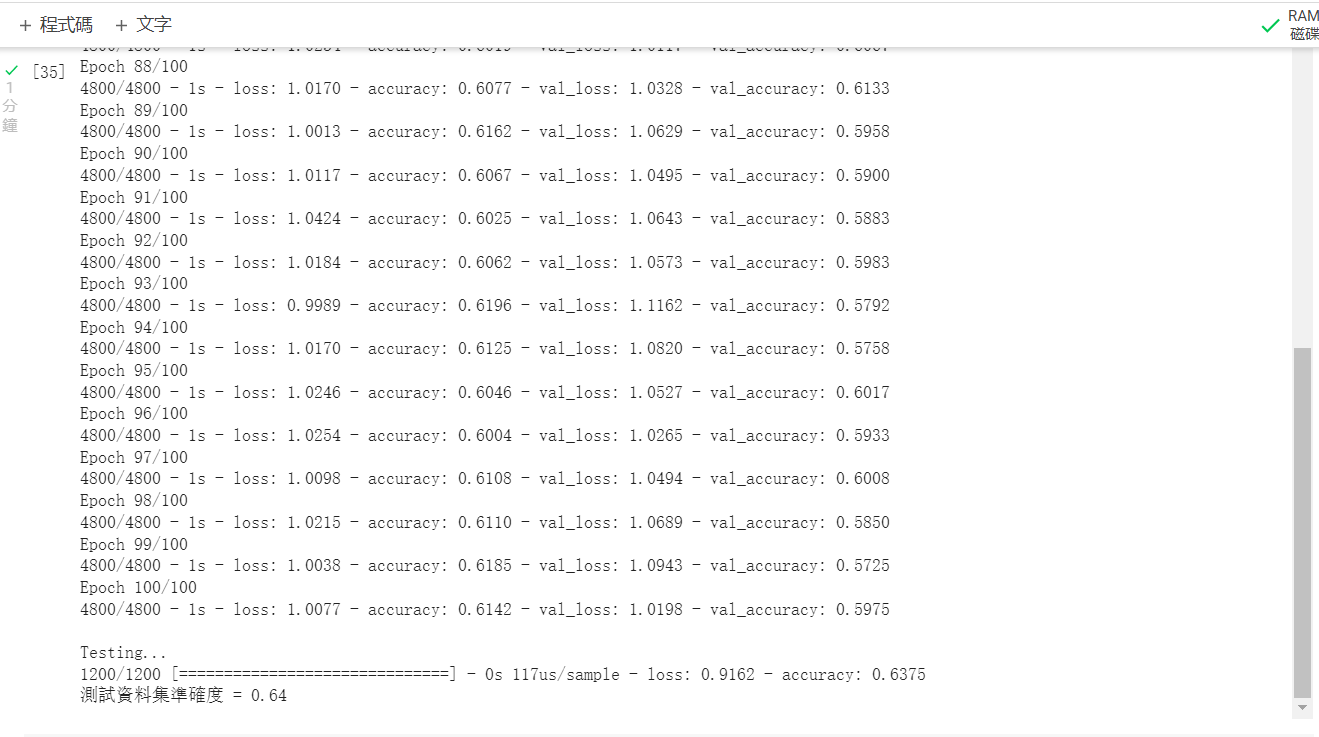 + 程式碼 + 文字
RAM
磁碟
[35]
1
分
鐘
Epoch 88/100
4800/4800 - 1s - loss: 1.0170 - accuracy: 0.6077 - val_loss: 1.0328 - val_accuracy: 0.6133
Epoch 89/100
4800/4800 - 1s - loss: 1.0013 - accuracy: 0.6162 - val_loss: 1.0629 - val_accuracy: 0.5958
Epoch 90/100
4800/4800 - 1s - loss: 1.0117 - accuracy: 0.6067 - val_loss: 1.0495 - val_accuracy: 0.5900
Epoch 91/100
4800/4800 - 1s - loss: 1.0424 - accuracy: 0.6025 - val_loss: 1.0643 - val_accuracy: 0.5883
Epoch 92/100
4800/4800 - 1s - loss: 1.0184 - accuracy: 0.6062 - val_loss: 1.0573 - val_accuracy: 0.5983
Epoch 93/100
4800/4800 - 1s - loss: 0.9989 - accuracy: 0.6196 - val_loss: 1.1162 - val_accuracy: 0.5792
Epoch 94/100
4800/4800 - 1s - loss: 1.0170 - accuracy: 0.6125 - val_loss: 1.0820 - val_accuracy: 0.5758
Epoch 95/100
4800/4800 - 1s - loss: 1.0246 - accuracy: 0.6046 - val_loss: 1.0527 - val_accuracy: 0.6017
Epoch 96/100
4800/4800 - 1s - loss: 1.0254 - accuracy: 0.6004 - val_loss: 1.0265 - val_accuracy: 0.5933
Epoch 97/100
4800/4800 - 1s - loss: 1.0098 - accuracy: 0.6108 - val_loss: 1.0494 - val_accuracy: 0.6008
Epoch 98/100
4800/4800 - 1s - loss: 1.0215 - accuracy: 0.6110 - val_loss: 1.0689 - val_accuracy: 0.5850
Epoch 99/100
4800/4800 - 1s - loss: 1.0038 - accuracy: 0.6185 - val_loss: 1.0943 - val_accuracy: 0.5725
Epoch 100/100
4800/4800 - 1s - loss: 1.0077 - accuracy: 0.6142 - val_loss: 1.0198 - val_accuracy: 0.5975
Testing...
1200/1200 [==============================] - 0s 117us/sample - loss: 0.9162 - accuracy: 0.6375
測試資料集準確度 = 0.64